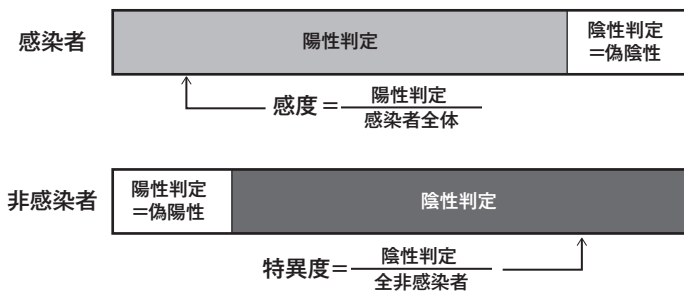 感染者
陽性判定
陰性判定
=偽陰性
感度=陽性判定
感染者全体
非感染者
陽性判定
=偽陽性
陰性判定
特異度=陰性判定
全非感染者